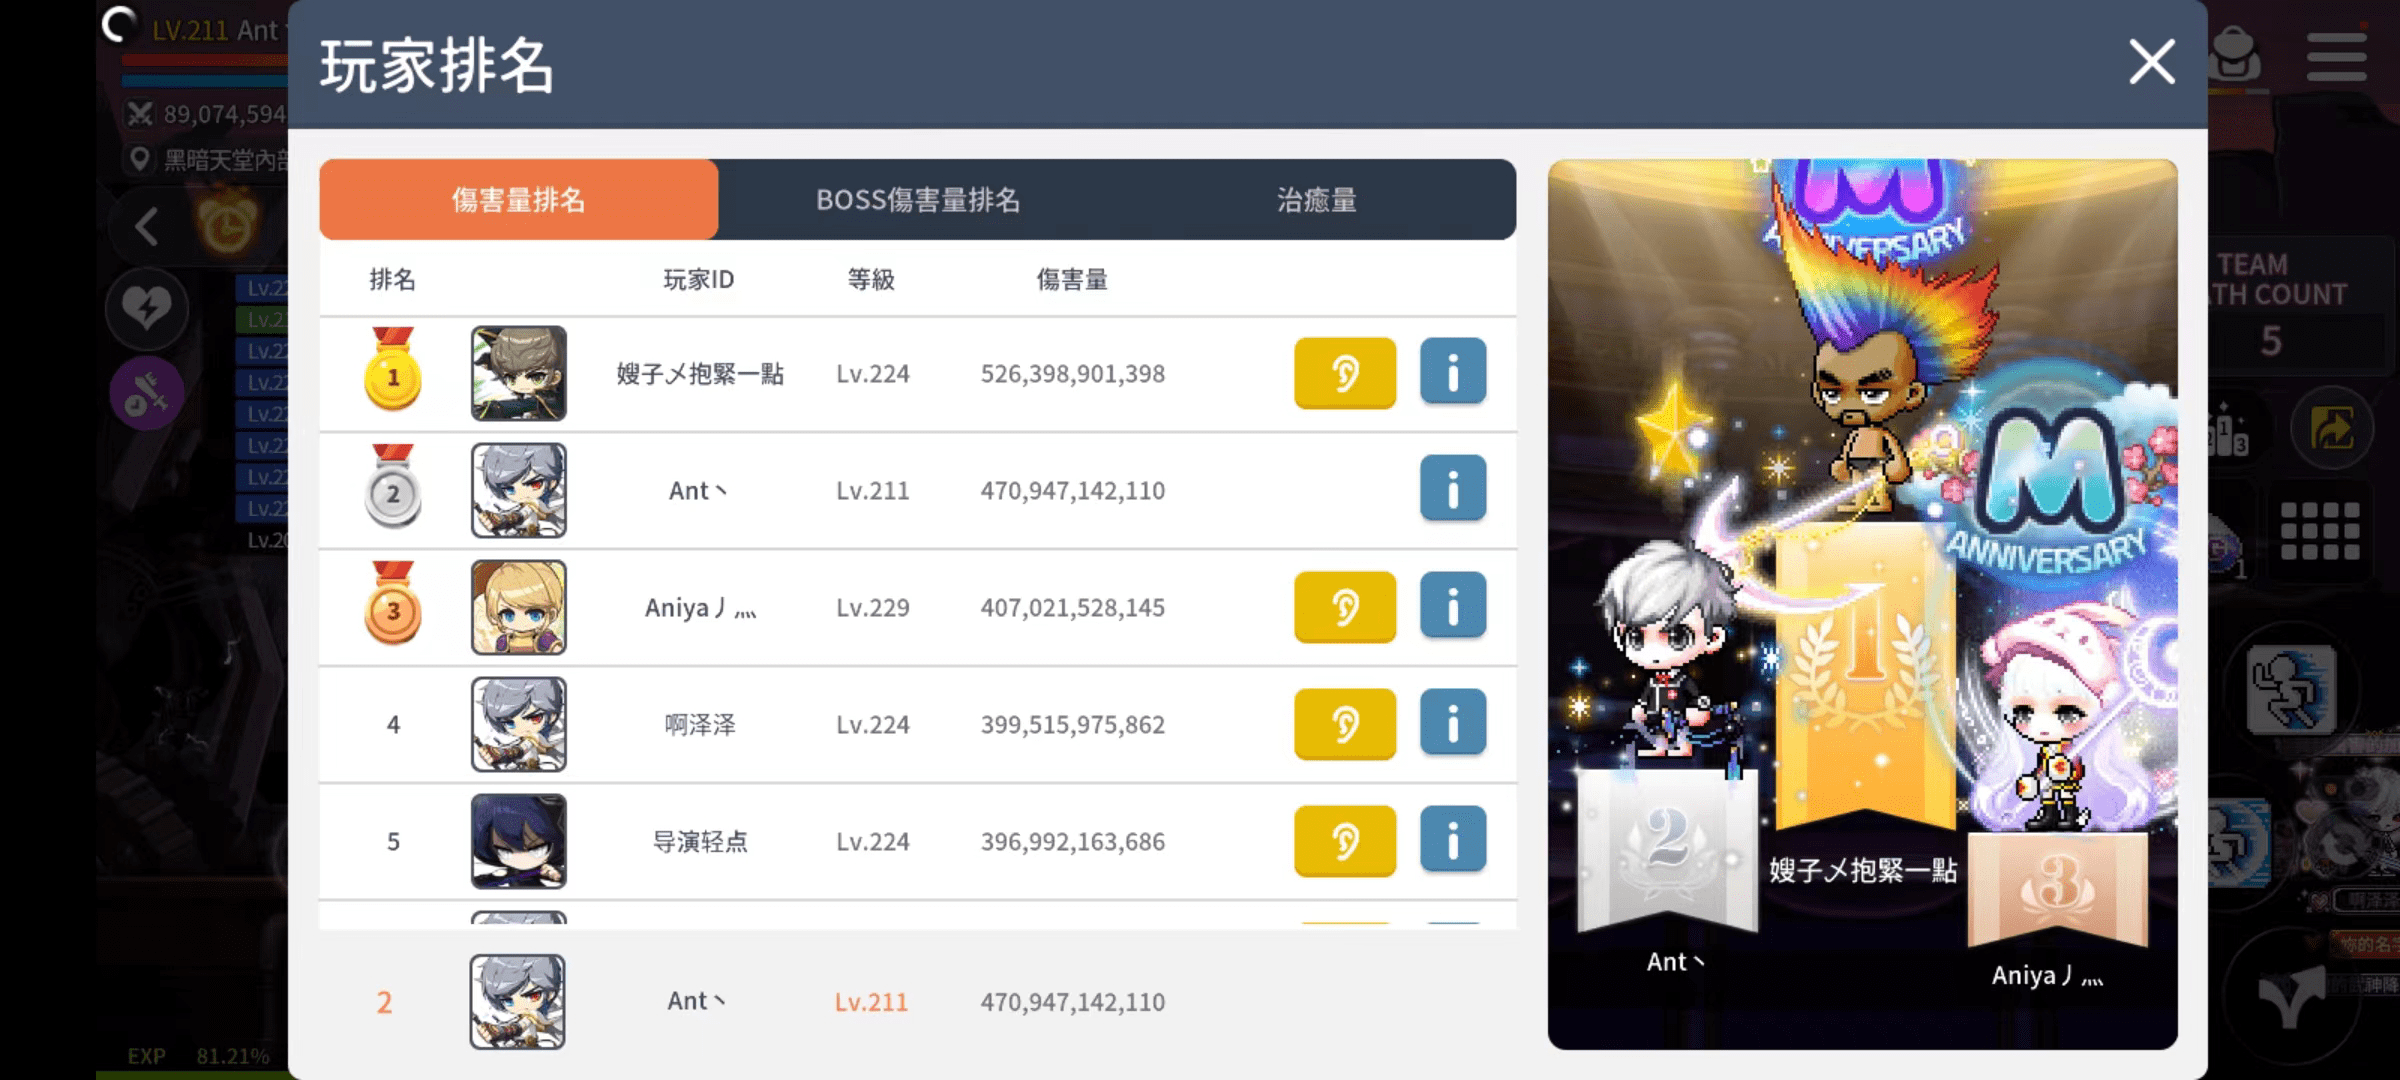 LV.211 Ant
89,074,594
黑暗天堂內部
玩家排名
傷害量排名 BOSS傷害量排名 治癒量
排名 玩家ID 等級 傷害量
1 嫂子メ抱緊一點 Lv.224 526,398,901,398
2 Ant丶 Lv.211 470,947,142,110
3 Aniya丿灬 Lv.229 407,021,528,145
4 啊泽泽 Lv.224 399,515,975,862
5 导演轻点 Lv.224 396,992,163,686
2 Ant丶 Lv.211 470,947,142,110
EXP 81.21%
M
ANNIVERSARY
M
ANNIVERSARY
1
2
3
嫂子メ抱緊一點
Ant丶
Aniya丿灬
TEAM
TH COUNT
5